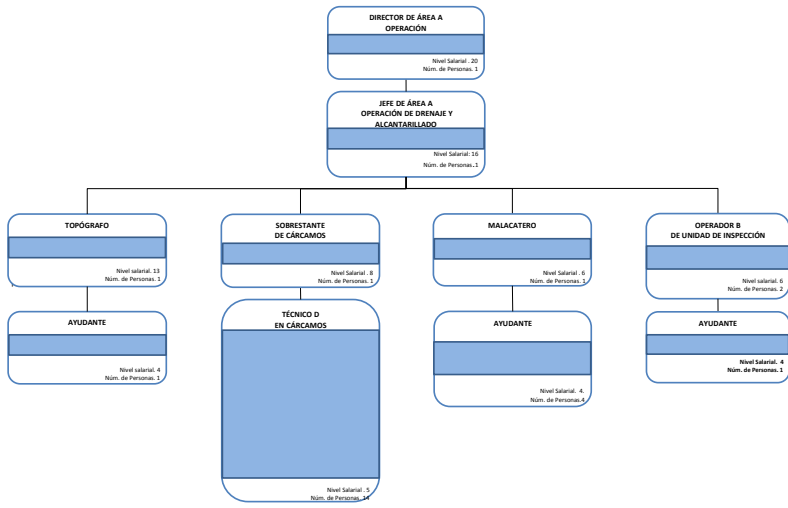 DIRECTOR DE ÁREA A
OPERACIÓN
Nivel Salarial . 20
Núm. de Personas. 1
JEFE DE ÁREA A
OPERACIÓN DE DRENAJE Y
ALCANTARILLADO
Nivel Salarial: 16
Núm. de Personas.1
TOPÓGRAFO
Nivel salarial. 13
Núm. de Personas. 1
SOBRESTANTE
DE CÁRCAMOS
Nivel Salarial . 8
Núm. de Personas. 1
MALACATERO
Nivel Salarial . 6
Núm. de Personas. 1
OPERADOR B
DE UNIDAD DE INSPECCIÓN
Nivel salarial. 6
Núm. de Personas. 2
AYUDANTE
Nivel salarial. 4
Núm. de Personas. 1
TÉCNICO D
EN CÁRCAMOS
Nivel Salarial . 5
Núm. de Personas. 14
AYUDANTE
Nivel Salarial. 4.
Núm. de Personas.4
AYUDANTE
Nivel Salarial. 4
Núm. de Personas. 1